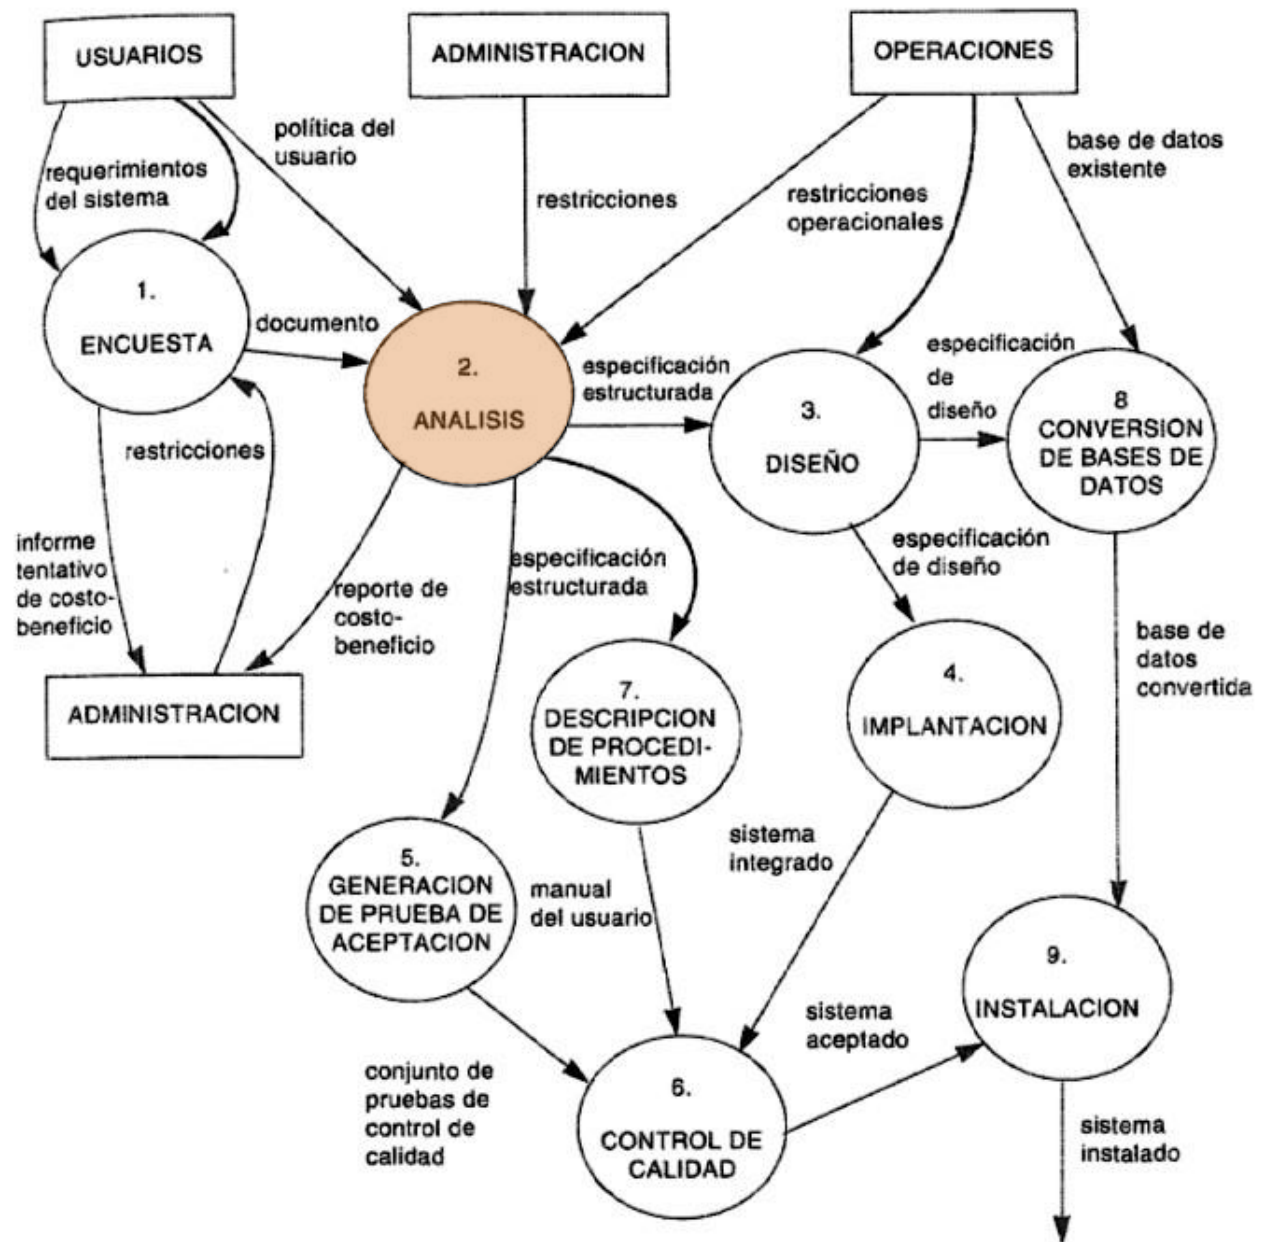 USUARIOS
ADMINISTRACION
OPERACIONES
política del
usuario
requerimientos
del sistema
restricciones
restricciones
operacionales
base de datos
existente
1.
ENCUESTA
documento
2.
ANALISIS
especificación
estructurada
3.
DISEÑO
especificación
de
diseño
8
CONVERSION
DE BASES DE
DATOS
restricciones
informe
tentativo
de costo-
beneficio
reporte de
costo-
beneficio
especificación
estructurada
especificación
de diseño
ADMINISTRACION
7.
DESCRIPCION
DE PROCEDI-
MIENTOS
4.
IMPLANTACION
base de
datos
convertida
5.
GENERACION
DE PRUEBA DE
ACEPTACION
manual
del usuario
sistema
integrado
9.
INSTALACION
conjunto de
pruebas de
control de
calidad
6.
CONTROL DE
CALIDAD
sistema
aceptado
sistema
instalado